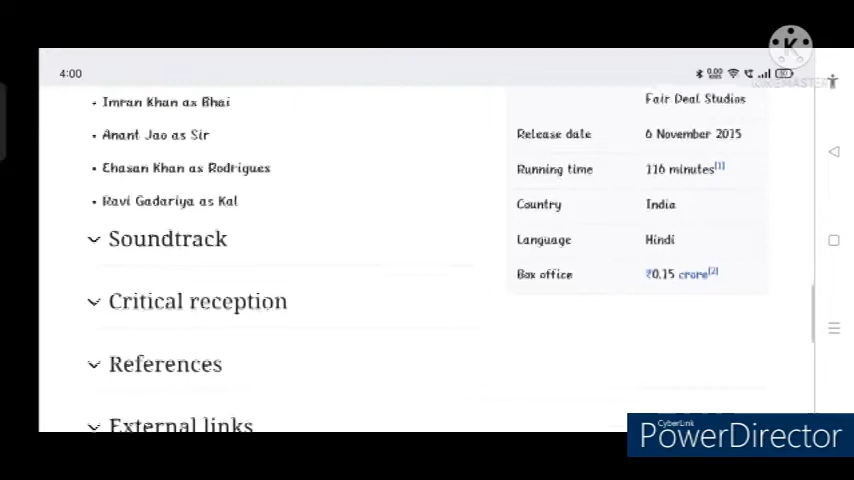 4:00
KINEMASTER
• Imran Khan as Bhai
• Anant Jao as Sir
• Ehasan Khan as Rodrigues
• Ravi Gadariya as Kal
Soundtrack
Critical reception
References
External links
Fair Deal Studios
Release date 6 November 2015
Running time 116 minutes[1]
Country India
Language Hindi
Box office ₹0.15 crore[2]
CyberLink
PowerDirector